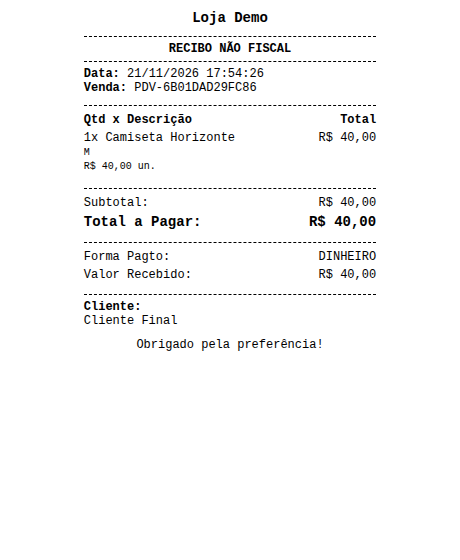 Loja Demo
RECIBO NÃO FISCAL
Data: 21/11/2026 17:54:26
Venda: PDV-6B01DAD29FC86
Qtd x Descrição Total
1x Camiseta Horizonte R$ 40,00
M
R$ 40,00 un.
Subtotal: R$ 40,00
Total a Pagar: R$ 40,00
Forma Pagto: DINHEIRO
Valor Recebido: R$ 40,00
Cliente:
Cliente Final
Obrigado pela preferência!